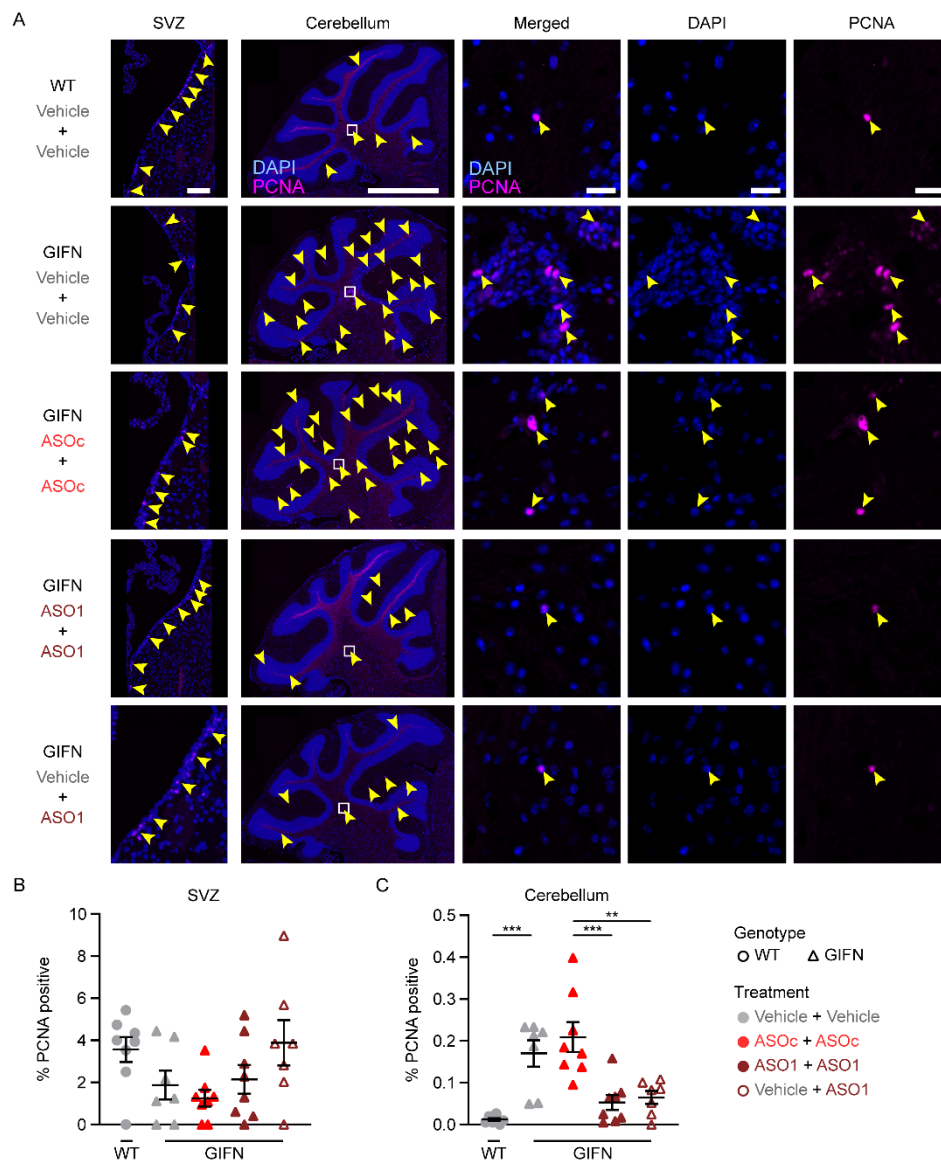 A
SVZ
Cerebellum
Merged
DAPI
PCNA
WT
Vehicle
+
Vehicle
DAPI
PCNA
DAPI
PCNA
GIFN
Vehicle
+
Vehicle
GIFN
ASOc
+
ASOc
GIFN
ASO1
+
ASO1
GIFN
Vehicle
+
ASO1
B
SVZ
% PCNA positive
10
8
6
4
2
0
WT
GIFN
C
Cerebellum
% PCNA positive
0.5
0.4
0.3
0.2
0.1
0.0
***
**
***
WT
GIFN
Genotype
WT
GIFN
Treatment
Vehicle + Vehicle
ASOc + ASOc
ASO1 + ASO1
Vehicle + ASO1